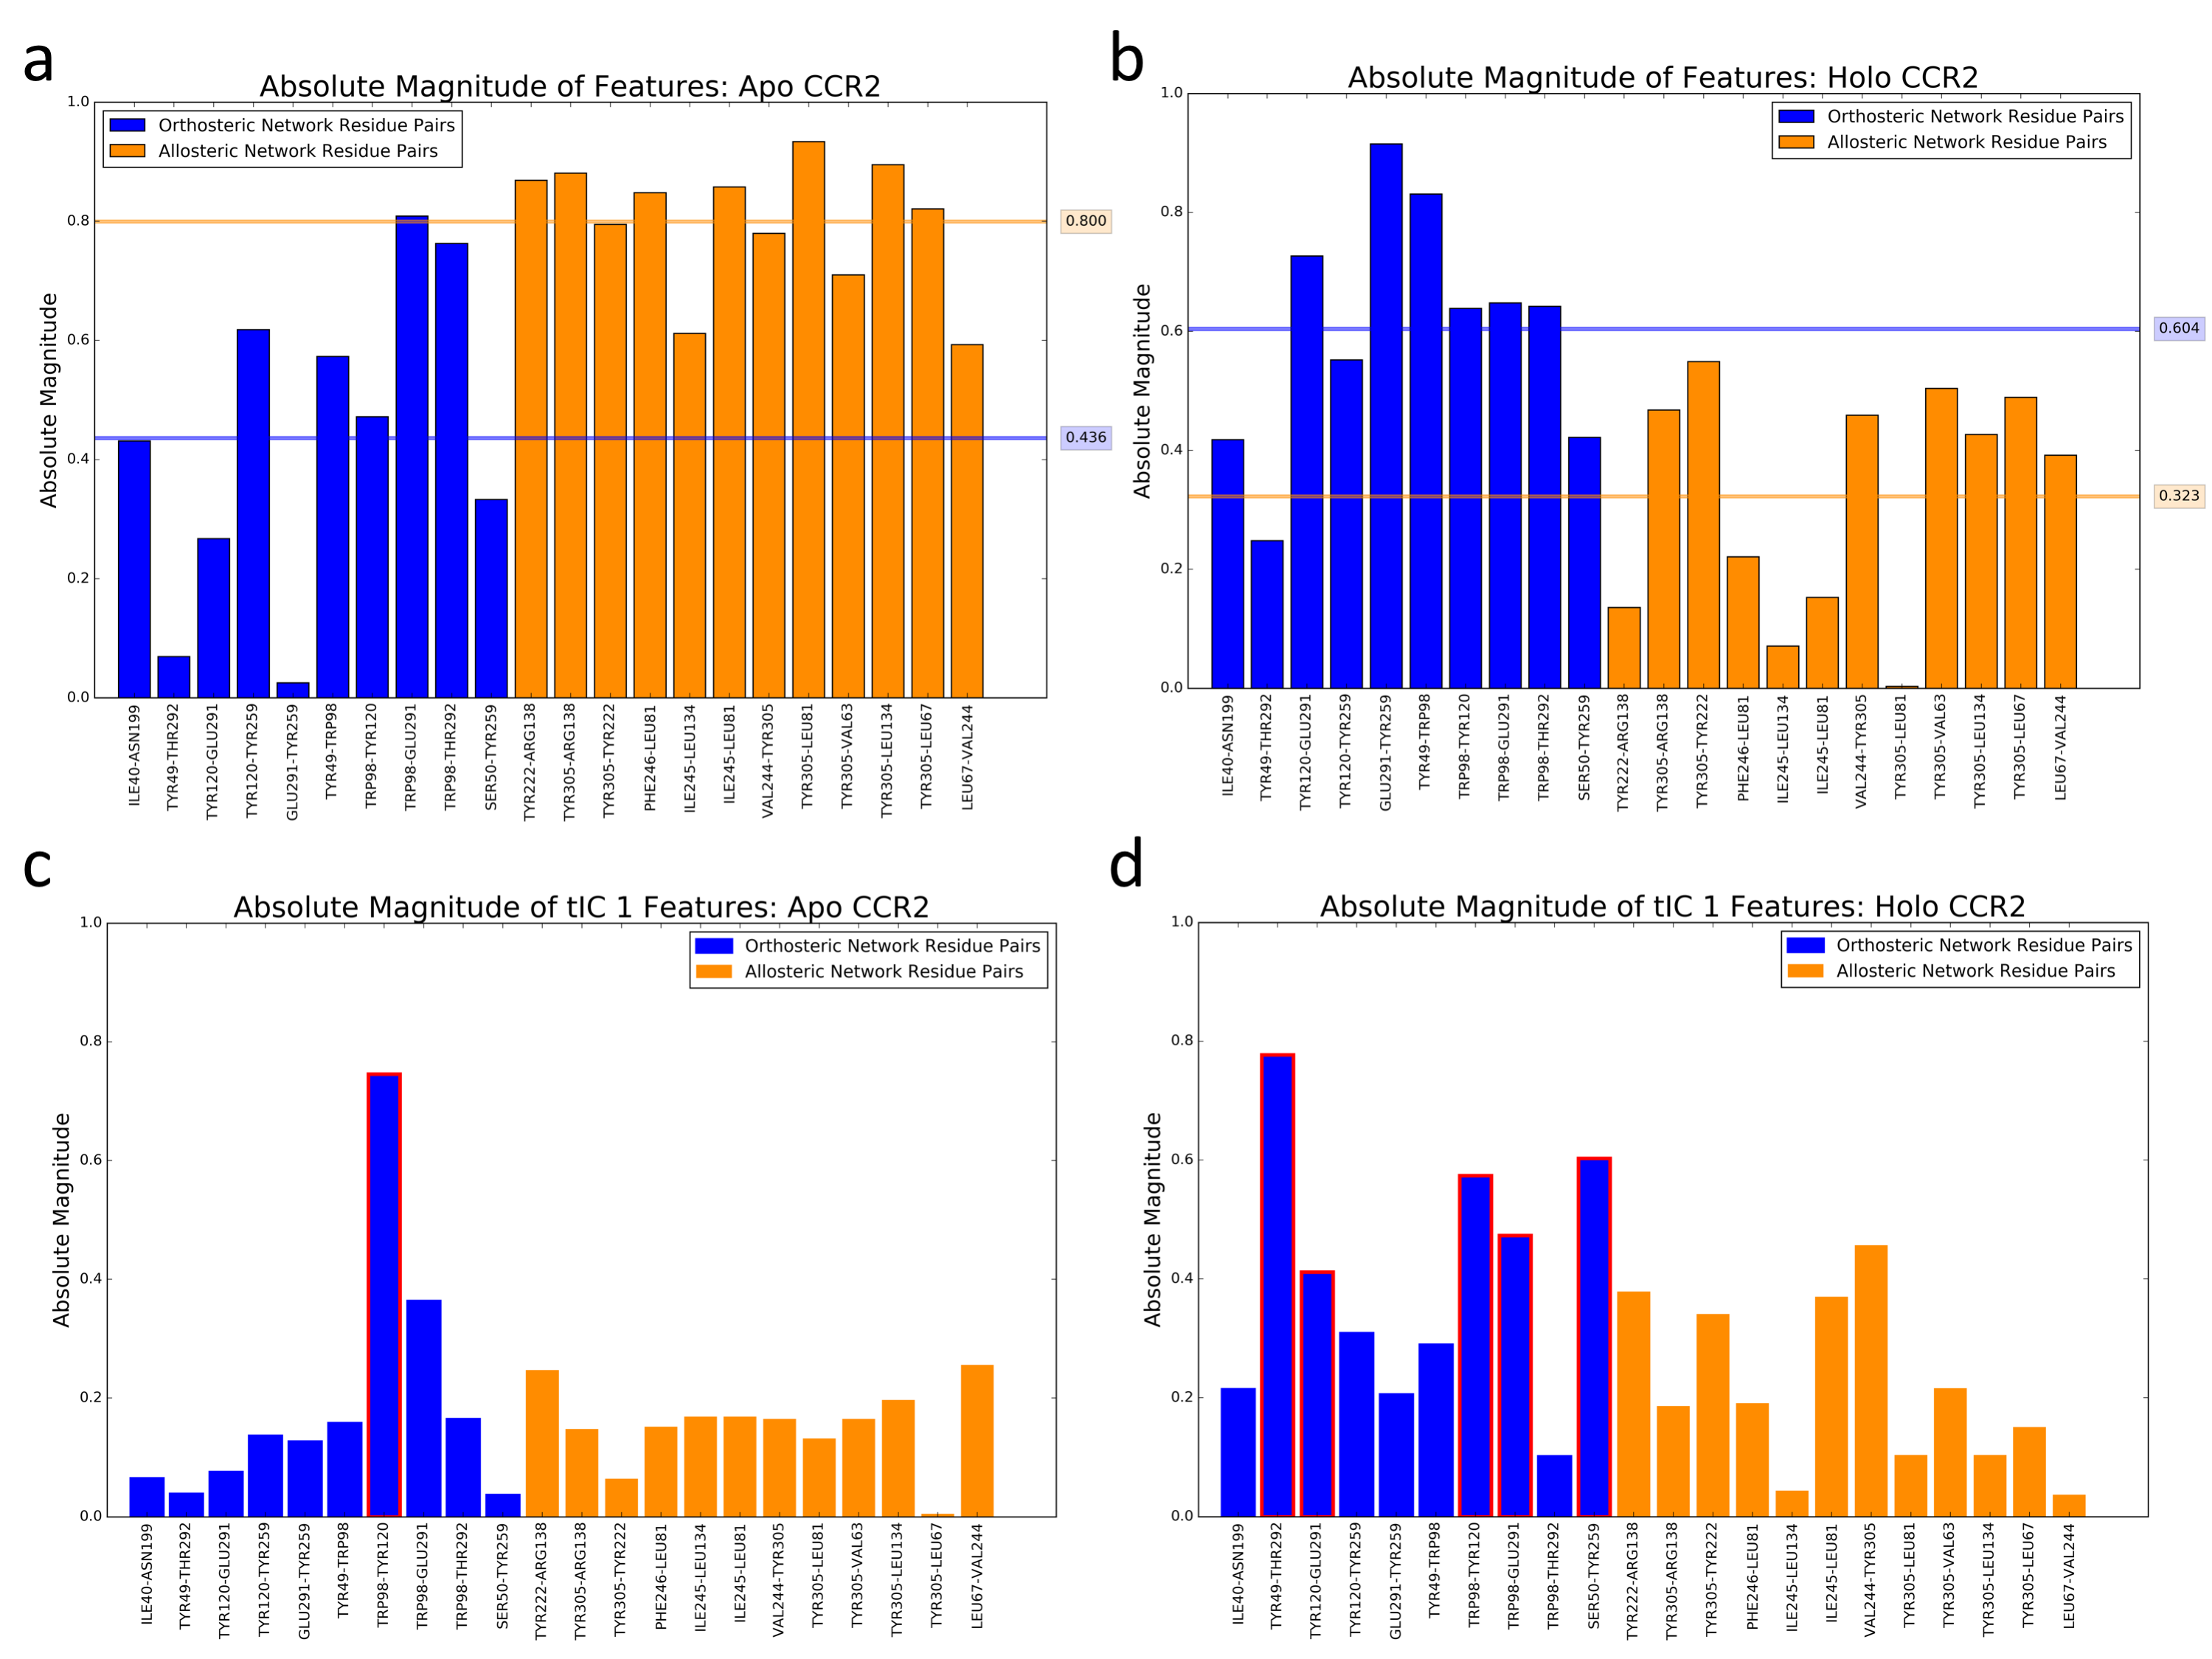 a
Absolute Magnitude of Features: Apo CCR2
Orthosteric Network Residue Pairs
Allosteric Network Residue Pairs
1.0
0.8
0.6
0.4
0.2
0.0
Absolute Magnitude
0.800
0.436
ILE40-ASN199
TYR49-THR292
TYR120-GLU291
TYR120-TYR259
GLU291-TYR259
TYR49-TRP98
TRP98-TYR120
TRP98-GLU291
TRP98-THR292
SER50-TYR259
TYR222-ARG138
TYR305-ARG138
TYR305-TYR222
PHE246-LEU81
ILE245-LEU134
ILE245-LEU81
VAL244-TYR305
TYR305-LEU81
TYR305-VAL63
TYR305-LEU134
TYR305-LEU67
LEU67-VAL244
b
Absolute Magnitude of Features: Holo CCR2
Orthosteric Network Residue Pairs
Allosteric Network Residue Pairs
1.0
0.8
0.6
0.4
0.2
0.0
Absolute Magnitude
0.604
0.323
ILE40-ASN199
TYR49-THR292
TYR120-GLU291
TYR120-TYR259
GLU291-TYR259
TYR49-TRP98
TRP98-TYR120
TRP98-GLU291
TRP98-THR292
SER50-TYR259
TYR222-ARG138
TYR305-ARG138
TYR305-TYR222
PHE246-LEU81
ILE245-LEU134
ILE245-LEU81
VAL244-TYR305
TYR305-LEU81
TYR305-VAL63
TYR305-LEU134
TYR305-LEU67
LEU67-VAL244
c
Absolute Magnitude of tIC 1 Features: Apo CCR2
Orthosteric Network Residue Pairs
Allosteric Network Residue Pairs
1.0
0.8
0.6
0.4
0.2
0.0
Absolute Magnitude
ILE40-ASN199
TYR49-THR292
TYR120-GLU291
TYR120-TYR259
GLU291-TYR259
TYR49-TRP98
TRP98-TYR120
TRP98-GLU291
TRP98-THR292
SER50-TYR259
TYR222-ARG138
TYR305-ARG138
TYR305-TYR222
PHE246-LEU81
ILE245-LEU134
ILE245-LEU81
VAL244-TYR305
TYR305-LEU81
TYR305-VAL63
TYR305-LEU134
TYR305-LEU67
LEU67-VAL244
d
Absolute Magnitude of tIC 1 Features: Holo CCR2
Orthosteric Network Residue Pairs
Allosteric Network Residue Pairs
1.0
0.8
0.6
0.4
0.2
0.0
Absolute Magnitude
ILE40-ASN199
TYR49-THR292
TYR120-GLU291
TYR120-TYR259
GLU291-TYR259
TYR49-TRP98
TRP98-TYR120
TRP98-GLU291
TRP98-THR292
SER50-TYR259
TYR222-ARG138
TYR305-ARG138
TYR305-TYR222
PHE246-LEU81
ILE245-LEU134
ILE245-LEU81
VAL244-TYR305
TYR305-LEU81
TYR305-VAL63
TYR305-LEU134
TYR305-LEU67
LEU67-VAL244